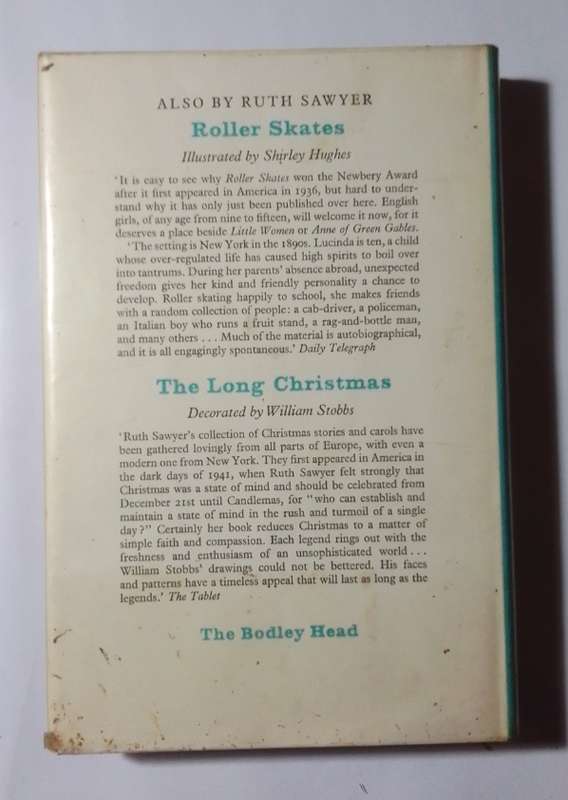 ALSO BY RUTH SAWYER
Roller Skates
Illustrated by Shirley Hughes
'It is easy to see why Roller Skates won the Newbery Award
after it first appeared in America in 1936, but hard to under-
stand why it has only just been published over here. English
girls, of any age from nine to fifteen, will welcome it now, for it
deserves a place beside Little Women or Anne of Green Gables.
'The setting is New York in the 1890s. Lucinda is ten, a child
whose over-regulated life has caused high spirits to boil over
into tantrums. During her parents' absence abroad, unexpected
freedom gives her kind and friendly personality a chance to
develop. Roller skating happily to school, she makes friends
with a random collection of people: a cab-driver, a policeman,
an Italian boy who runs a fruit stand, a rag-and-bottle man,
and many others ... Much of the material is autobiographical,
and it is all engagingly spontaneous.' Daily Telegraph
The Long Christmas
Decorated by William Stobbs
'Ruth Sawyer's collection of Christmas stories and carols have
been gathered lovingly from all parts of Europe, with even a
modern one from New York. They first appeared in America in
the dark days of 1941, when Ruth Sawyer felt strongly that
Christmas was a state of mind and should be celebrated from
December 21st until Candlemas, for "who can establish and
maintain a state of mind in the rush and turmoil of a single
day?" Certainly her book reduces Christmas to a matter of
simple faith and compassion. Each legend rings out with the
freshness and enthusiasm of an unsophisticated world ...
William Stobbs' drawings could not be bettered. His faces
and patterns have a timeless appeal that will last as long as the
legends.' The Tablet
The Bodley Head